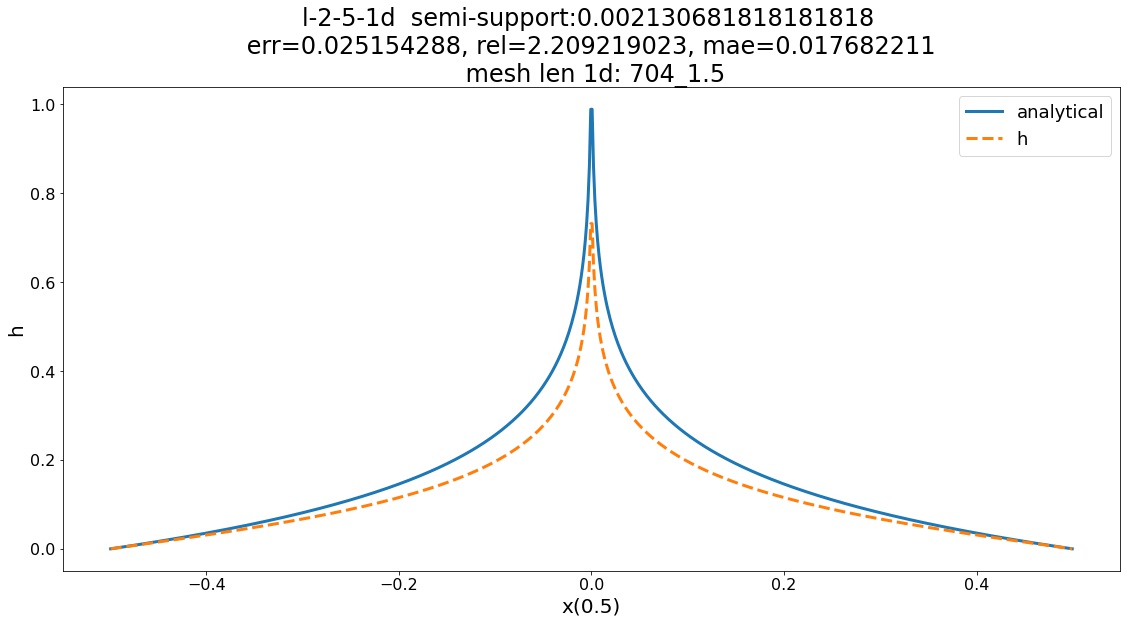 l-2-5-1d  semi-support:0.002130681818181818
err=0.025154288, rel=2.209219023, mae=0.017682211
mesh len 1d: 704_1.5
analytical
h
1.0
0.8
0.6
0.4
0.2
0.0
h
−0.4
−0.2
0.0
0.2
0.4
x(0.5)